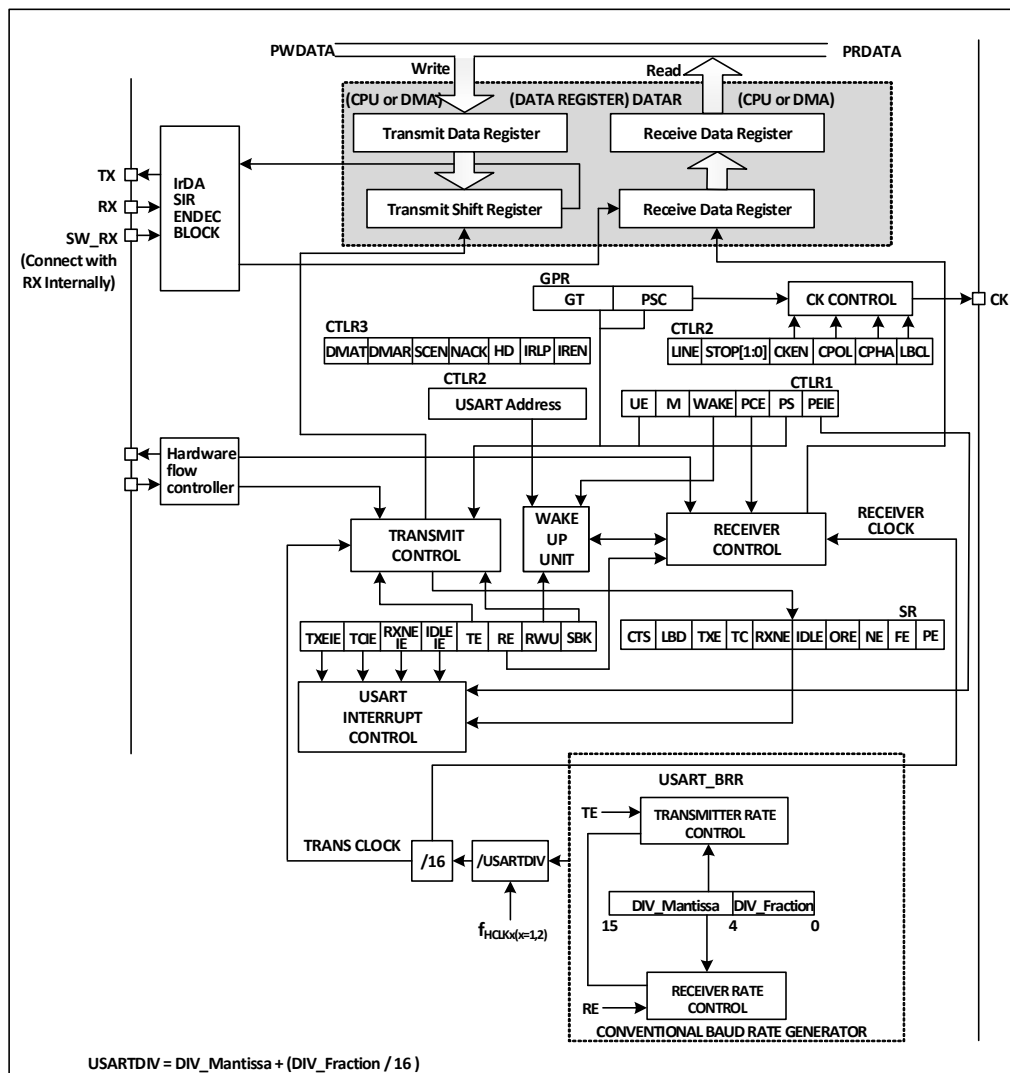 PWDATA
PRDATA
Write
Read
(CPU or DMA)
(DATA REGISTER) DATAR
(CPU or DMA)
Transmit Data Register
Receive Data Register
TX
RX
SW_RX
(Connect with
RX Internally)
IrDA
SIR
ENDEC
BLOCK
Transmit Shift Register
Receive Data Register
GPR
GT
PSC
CK CONTROL
CK
CTLR3
DMAT DMAR SCEN NACK HD IRLP IREN
CTLR2
LINE STOP[1:0] CKEN CPOL CPHA LBCL
CTLR2
USART Address
CTLR1
UE M WAKE PCE PS PEIE
Hardware
flow
controller
TRANSMIT
CONTROL
WAKE
UP
UNIT
RECEIVER
CONTROL
RECEIVER
CLOCK
TXEIE TCIE RXNE IE IDLE IE TE RE RWU SBK
SR
CTS LBD TXE TC RXNE IDLE ORE NE FE PE
USART
INTERRUPT
CONTROL
USART_BRR
TE
TRANSMITTER RATE
CONTROL
TRANS CLOCK
/16
/USARTDIV
fHCLKx(x=1,2)
DIV_Mantissa DIV_Fraction
15 4 0
RE
RECEIVER RATE
CONTROL
CONVENTIONAL BAUD RATE GENERATOR
USARTDIV = DIV_Mantissa + (DIV_Fraction / 16 )